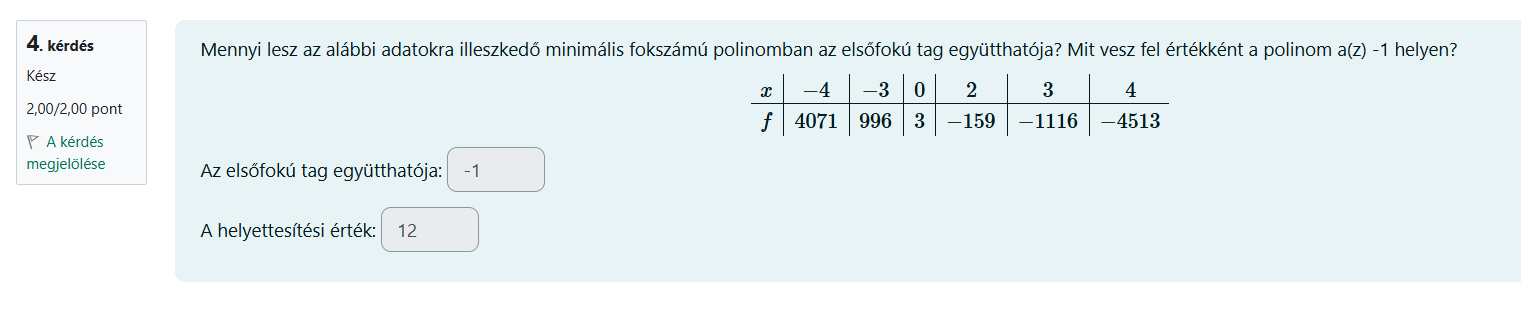 4. kérdés
Kész
2,00/2,00 pont
A kérdés
megjelölése
Mennyi lesz az alábbi adatokra illeszkedő minimális fokszámú polinomban az elsőfokú tag együtthatója? Mit vesz fel értékként a polinom a(z) -1 helyen?
x −4 −3 0 2 3 4
f 4071 996 3 −159 −1116 −4513
Az elsőfokú tag együtthatója: -1
A helyettesítési érték: 12